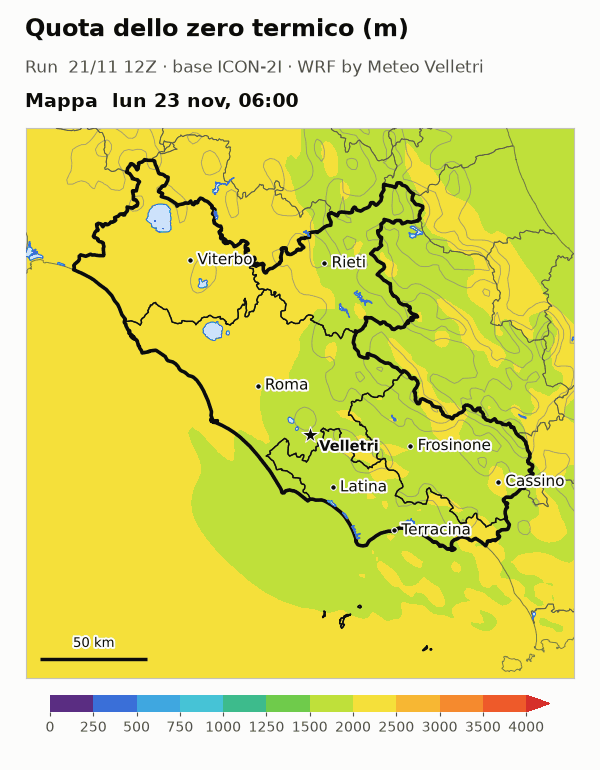 Quota dello zero termico (m)
Run 21/11 12Z · base ICON-2I · WRF by Meteo Velletri
Mappa lun 23 nov, 06:00
Viterbo
Rieti
Roma
Velletri
Frosinone
Latina
Cassino
Terracina
50 km
0 250 500 750 1000 1250 1500 2000 2500 3000 3500 4000